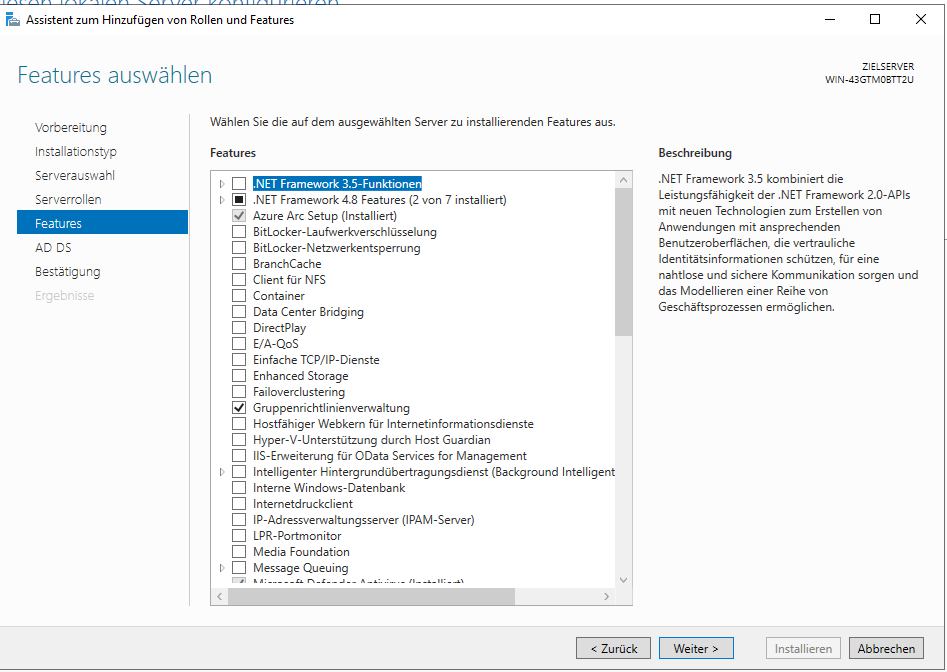 diesen lokalen Server konfigurieren
Assistent zum Hinzufügen von Rollen und Features
Features auswählen
ZIELSERVER
WIN-43GTM0BTT2U
Vorbereitung
Installationstyp
Serverauswahl
Serverrollen
Features
AD DS
Bestätigung
Ergebnisse
Wählen Sie die auf dem ausgewählten Server zu installierenden Features aus.
Features
.NET Framework 3.5-Funktionen
.NET Framework 4.8 Features (2 von 7 installiert)
Azure Arc Setup (Installiert)
BitLocker-Laufwerkverschlüsselung
BitLocker-Netzwerkentsperrung
BranchCache
Client für NFS
Container
Data Center Bridging
DirectPlay
E/A-QoS
Einfache TCP/IP-Dienste
Enhanced Storage
Failoverclustering
Gruppenrichtlinienverwaltung
Hostfähiger Webkern für Internetinformationsdienste
Hyper-V-Unterstützung durch Host Guardian
IIS-Erweiterung für OData Services for Management
Intelligenter Hintergrundübertragungsdienst (Background Intelligent
Interne Windows-Datenbank
Internetdruckclient
IP-Adressverwaltungsserver (IPAM-Server)
LPR-Portmonitor
Media Foundation
Message Queuing
Microsoft Defender Antivirus (Installiert)
Beschreibung
.NET Framework 3.5 kombiniert die
Leistungsfähigkeit der .NET Framework 2.0-APIs
mit neuen Technologien zum Erstellen von
Anwendungen mit ansprechenden
Benutzeroberflächen, die vertrauliche
Identitätsinformationen schützen, für eine
nahtlose und sichere Kommunikation sorgen und
das Modellieren einer Reihe von
Geschäftsprozessen ermöglichen.
< Zurück
Weiter >
Installieren
Abbrechen